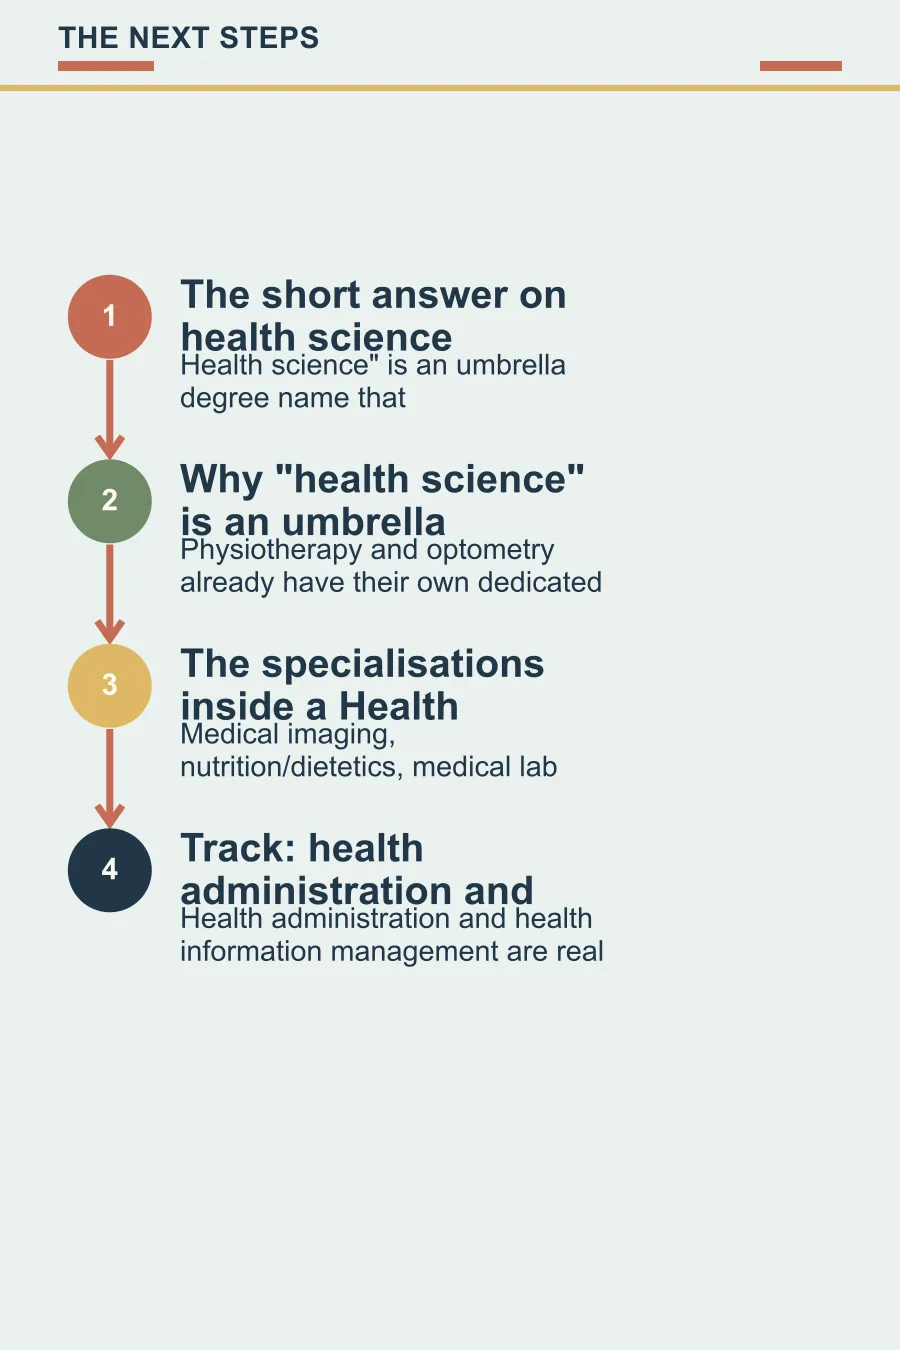 THE NEXT STEPS
1
The short answer on
health science
Health science" is an umbrella
degree name that
2
Why "health science"
is an umbrella
Physiotherapy and optometry
already have their own dedicated
3
The specialisations
inside a Health
Medical imaging,
nutrition/dietetics, medical lab
4
Track: health
administration and
Health administration and health
information management are real